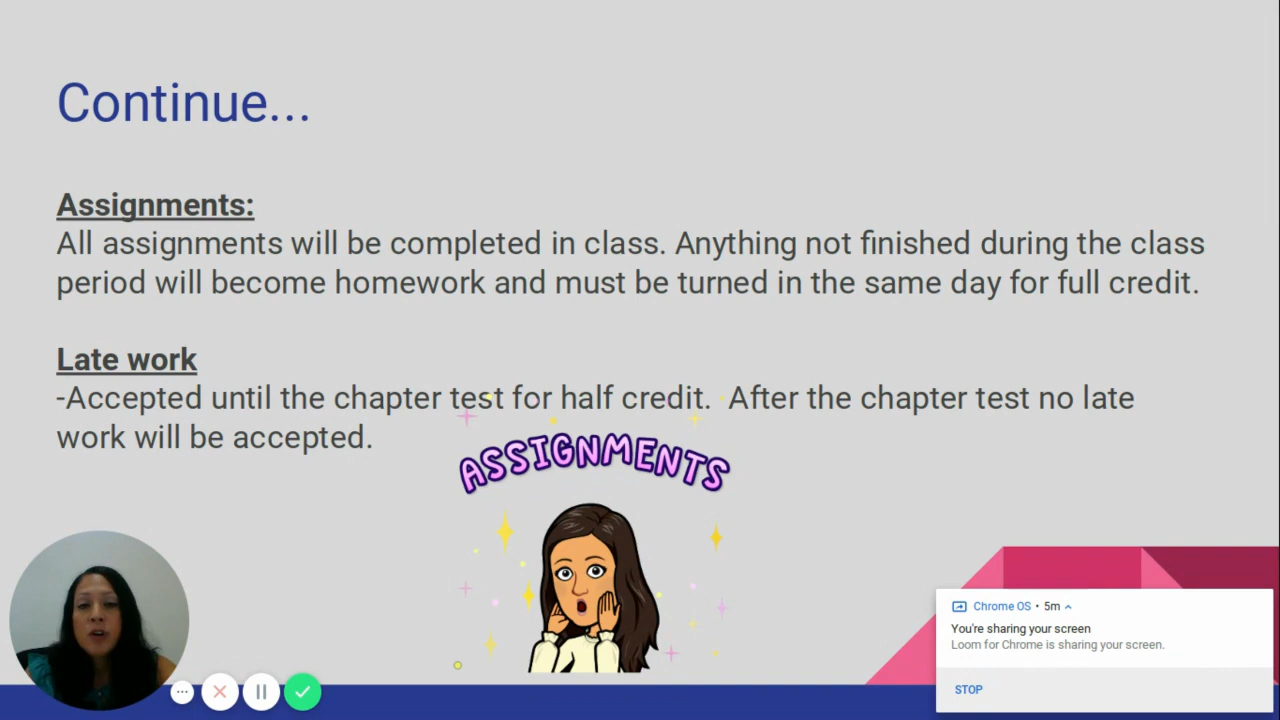 Continue...
Assignments:
All assignments will be completed in class. Anything not finished during the class
period will become homework and must be turned in the same day for full credit.
Late work
-Accepted until the chapter test for half credit.  After the chapter test no late
work will be accepted.
ASSIGNMENTS
Chrome OS • 5m
You're sharing your screen
Loom for Chrome is sharing your screen.
STOP